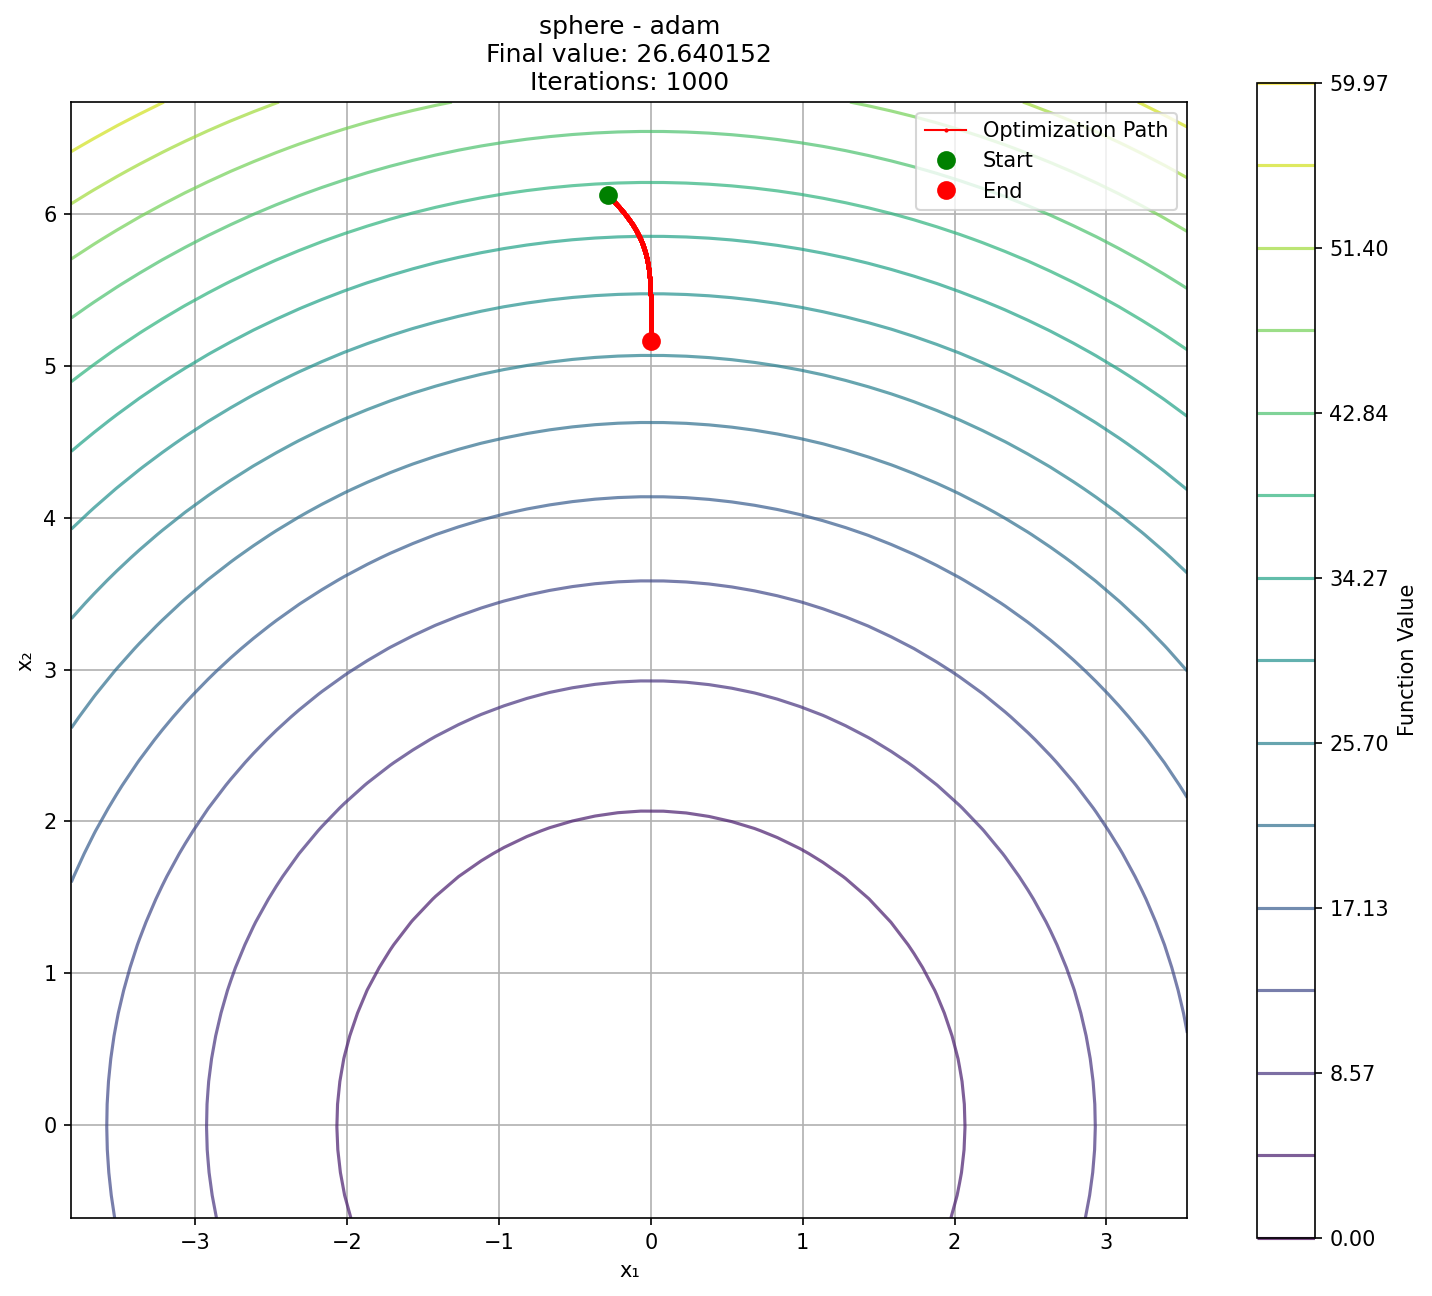 sphere - adam
Final value: 26.640152
Iterations: 1000
Optimization Path
Start
End
6
5
4
3
2
1
0
x₂
−3
−2
−1
0
1
2
3
x₁
59.97
51.40
42.84
34.27
25.70
17.13
8.57
0.00
Function Value